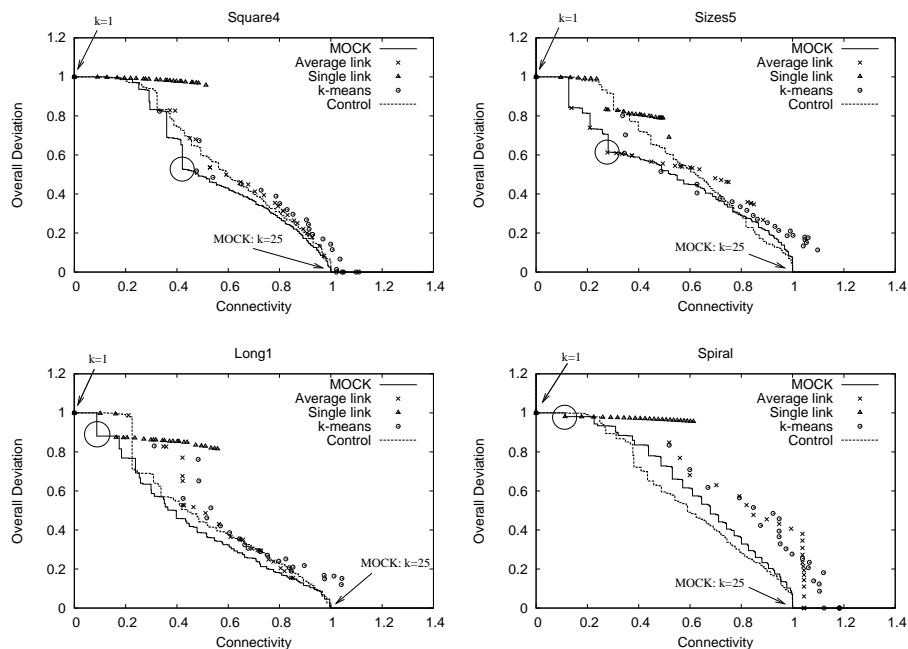 Square4
k=1
1.2
1
0.8
0.6
0.4
0.2
0
Overall Deviation
MOCK
Average link
Single link
k-means
Control
MOCK: k=25
0 0.2 0.4 0.6 0.8 1 1.2 1.4
Connectivity
Sizes5
k=1
1.2
1
0.8
0.6
0.4
0.2
0
Overall Deviation
MOCK
Average link
Single link
k-means
Control
MOCK: k=25
0 0.2 0.4 0.6 0.8 1 1.2 1.4
Connectivity
Long1
k=1
1.2
1
0.8
0.6
0.4
0.2
0
Overall Deviation
MOCK
Average link
Single link
k-means
Control
MOCK: k=25
0 0.2 0.4 0.6 0.8 1 1.2 1.4
Connectivity
Spiral
k=1
1.2
1
0.8
0.6
0.4
0.2
0
Overall Deviation
MOCK
Average link
Single link
k-means
Control
MOCK: k=25
0 0.2 0.4 0.6 0.8 1 1.2 1.4
Connectivity